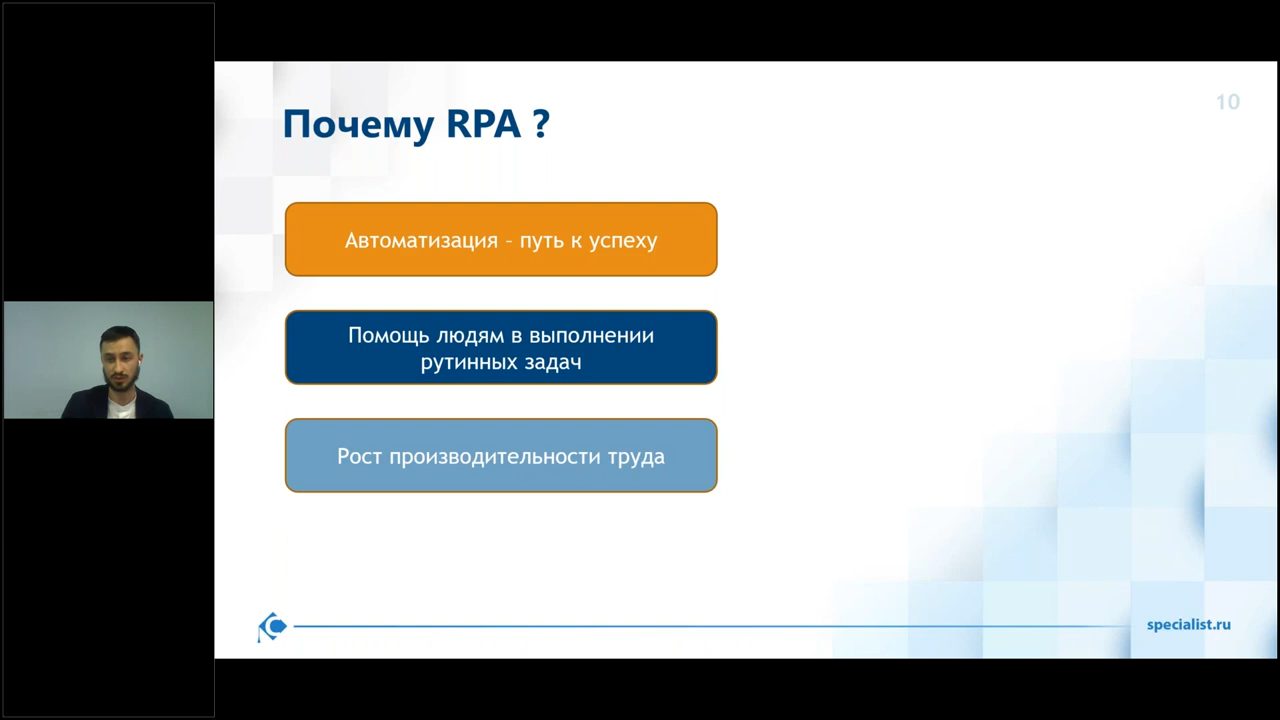 Почему RPA ?
10
Автоматизация – путь к успеху
Помощь людям в выполнении
рутинных задач
Рост производительности труда
specialist.ru